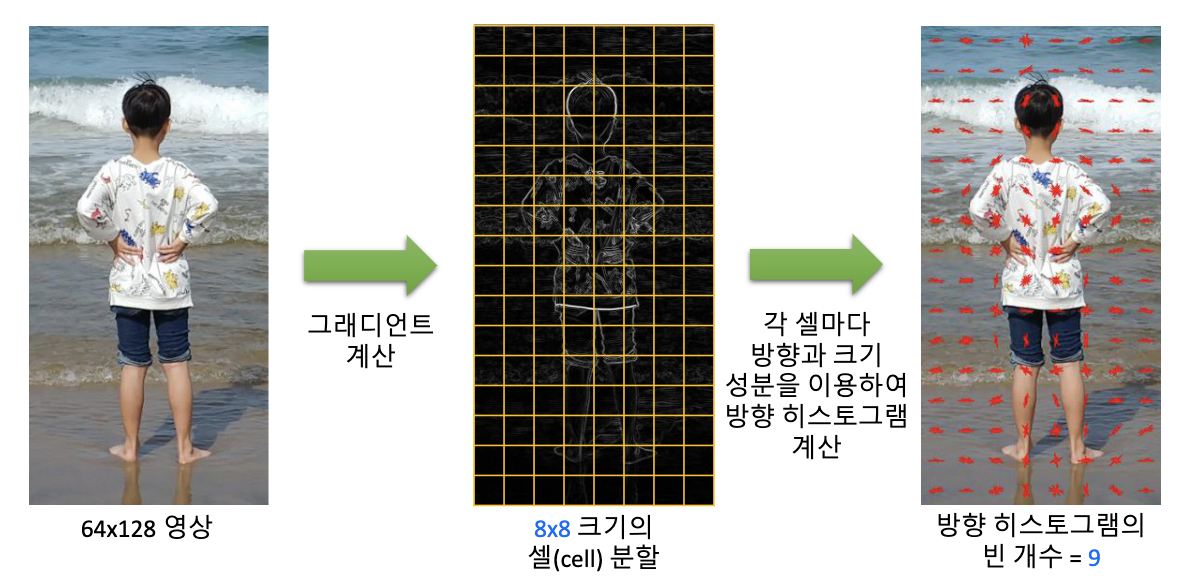 그래디언트
계산
각 셀마다
방향과 크기
성분을 이용하여
방향 히스토그램
계산
64x128 영상
8x8 크기의
셀(cell) 분할
방향 히스토그램의
빈 개수 = 9